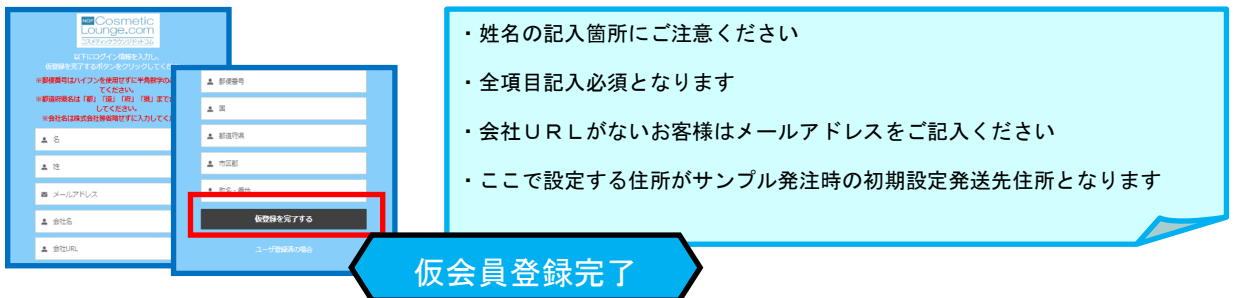 NOF Cosmetic
Lounge.com
コスメティックラウンジドットコム
以下にログイン情報を入力し、
仮登録を完了するボタンをクリックしてくだ
※郵便番号はハイフンを使用せずに半角数字の
てください。
※都道府県名は「都」「道」「府」「県」まで
してください。
※会社名は株式会社等省略せずに入力してく
名
姓
メールアドレス
会社名
会社URL
郵便番号
国
都道府県
市区郡
町名・番地
仮登録を完了する
ユーザ登録済の場合
・姓名の記入箇所にご注意ください
・全項目記入必須となります
・会社ＵＲＬがないお客様はメールアドレスをご記入ください
・ここで設定する住所がサンプル発注時の初期設定発送先住所となります
仮会員登録完了